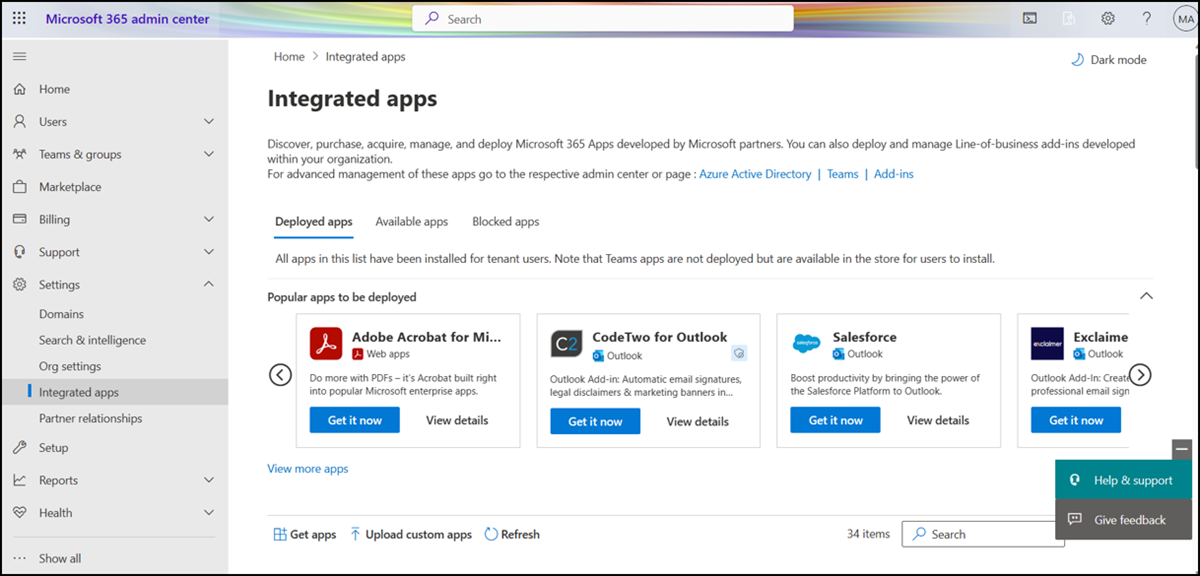 Microsoft 365 admin center
Search
MA
Home
Users
Teams & groups
Marketplace
Billing
Support
Settings
Domains
Search & intelligence
Org settings
Integrated apps
Partner relationships
Setup
Reports
Health
Show all
Home > Integrated apps
Dark mode
Integrated apps
Discover, purchase, acquire, manage, and deploy Microsoft 365 Apps developed by Microsoft partners. You can also deploy and manage Line-of-business add-ins developed
within your organization.
For advanced management of these apps go to the respective admin center or page : Azure Active Directory | Teams | Add-ins
Deployed apps Available apps Blocked apps
All apps in this list have been installed for tenant users. Note that Teams apps are not deployed but are available in the store for users to install.
Popular apps to be deployed
Adobe Acrobat for Mi...
Web apps
Do more with PDFs – it's Acrobat built right
into popular Microsoft enterprise apps.
Get it now View details
C2
CodeTwo for Outlook
Outlook
Outlook Add-in: Automatic email signatures,
legal disclaimers & marketing banners in...
Get it now View details
salesforce
Salesforce
Outlook
Boost productivity by bringing the power of
the Salesforce Platform to Outlook.
Get it now View details
exclaimer
Exclaime
Outlook
Outlook Add-In: Create
professional email sign
Get it now
View more apps
Get apps Upload custom apps Refresh
34 items
Search
Help & support
Give feedback